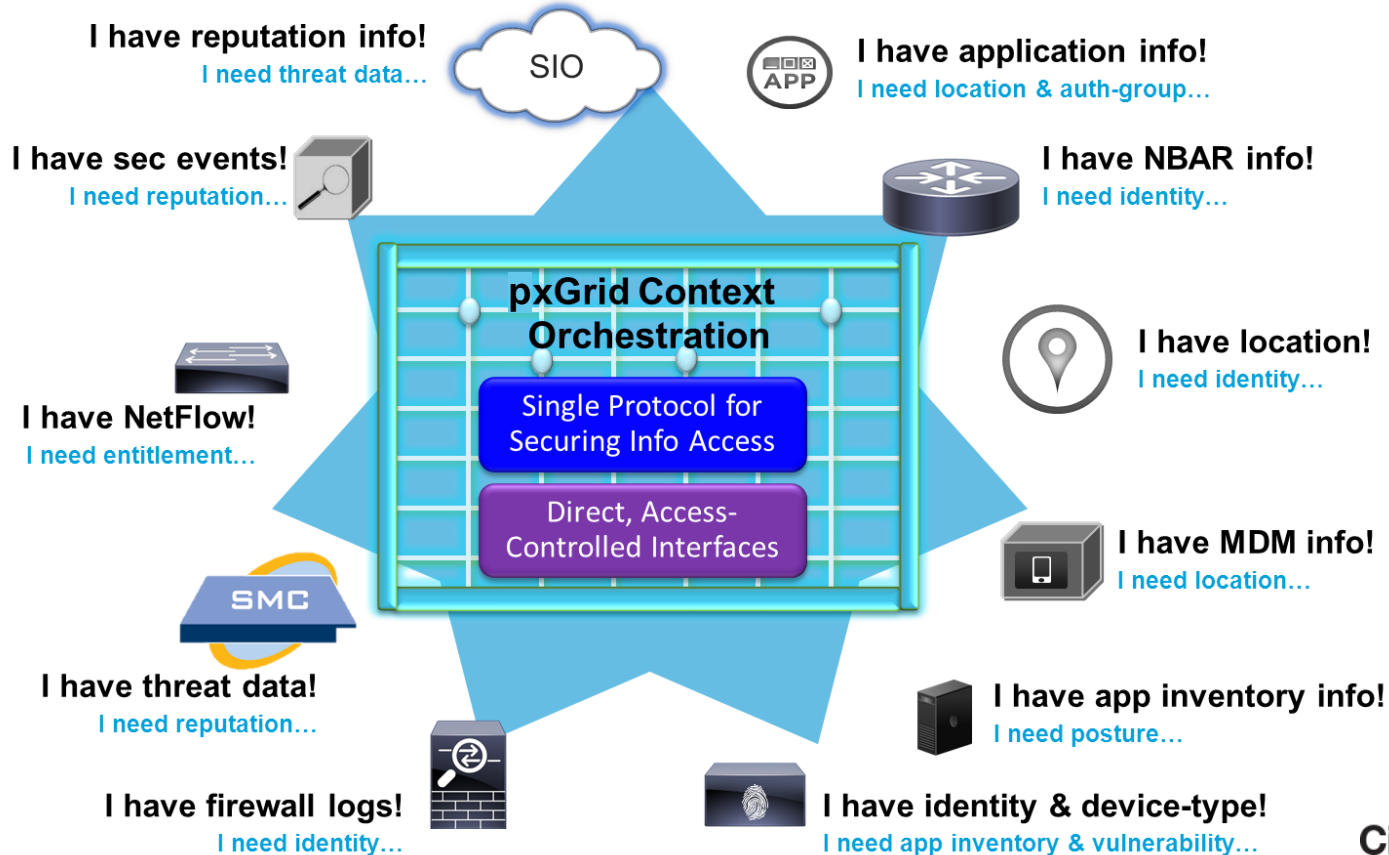 I have reputation info!
I need threat data…
SIO
APP
I have application info!
I need location & auth-group…
I have sec events!
I need reputation…
I have NBAR info!
I need identity…
pxGrid Context
Orchestration
I have location!
I need identity…
Single Protocol for
Securing Info Access
I have NetFlow!
I need entitlement…
Direct, Access-
Controlled Interfaces
I have MDM info!
I need location…
SMC
I have threat data!
I need reputation…
I have app inventory info!
I need posture…
I have firewall logs!
I need identity…
I have identity & device-type!
I need app inventory & vulnerability…